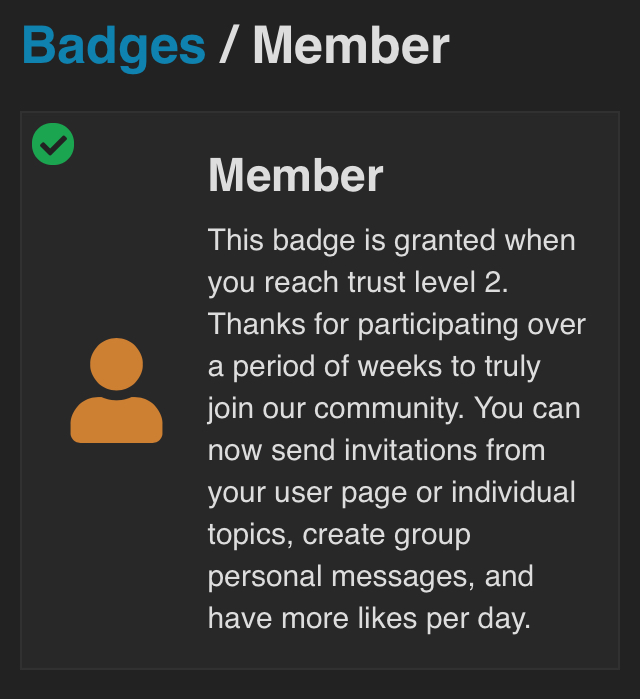 Badges / Member
Member
This badge is granted when
you reach trust level 2.
Thanks for participating over
a period of weeks to truly
join our community. You can
now send invitations from
your user page or individual
topics, create group
personal messages, and
have more likes per day.